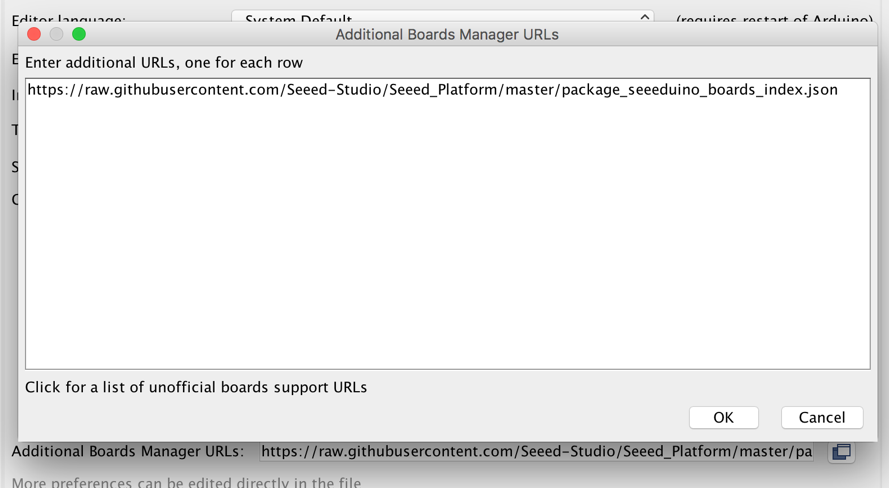 Editor language:
System Default
(requires restart of Arduino)
Additional Boards Manager URLs
Enter additional URLs, one for each row
https://raw.githubusercontent.com/Seeed-Studio/Seeed_Platform/master/package_seeeduino_boards_index.json
Click for a list of unofficial boards support URLs
OK
Cancel
Additional Boards Manager URLs: https://raw.githubusercontent.com/Seeed-Studio/Seeed_Platform/master/pa
More preferences can be edited directly in the file